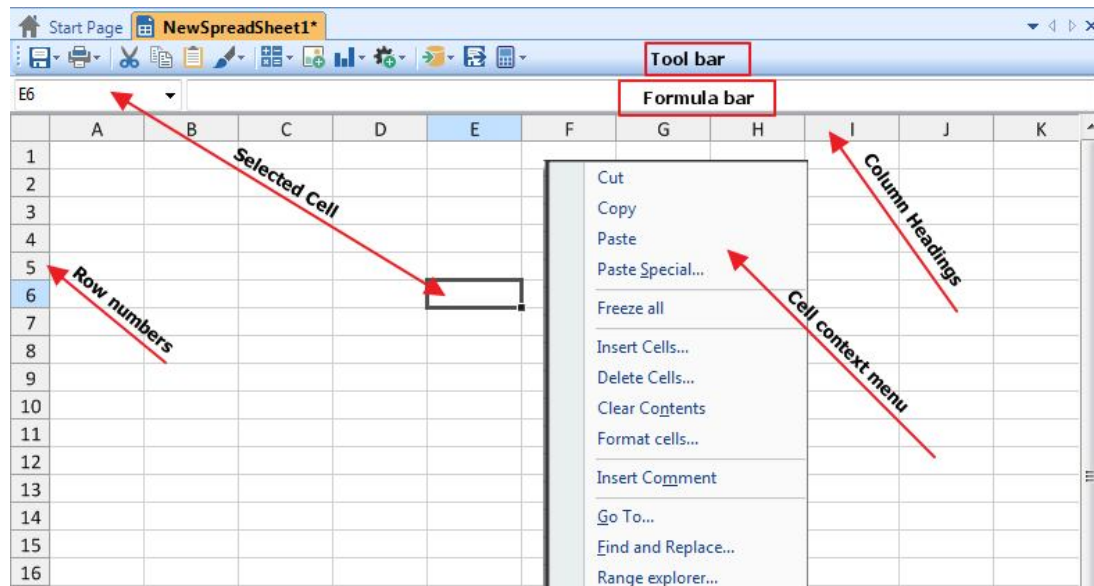 Start Page NewSpreadSheet1*
Tool bar
E6
Formula bar
A B C D E F G H I J K
1
2
3
4
5
6
7
8
9
10
11
12
13
14
15
16
Selected Cell
Row numbers
Column Headings
Cell context menu
Cut
Copy
Paste
Paste Special...
Freeze all
Insert Cells...
Delete Cells...
Clear Contents
Format cells...
Insert Comment
Go To...
Find and Replace...
Range explorer...